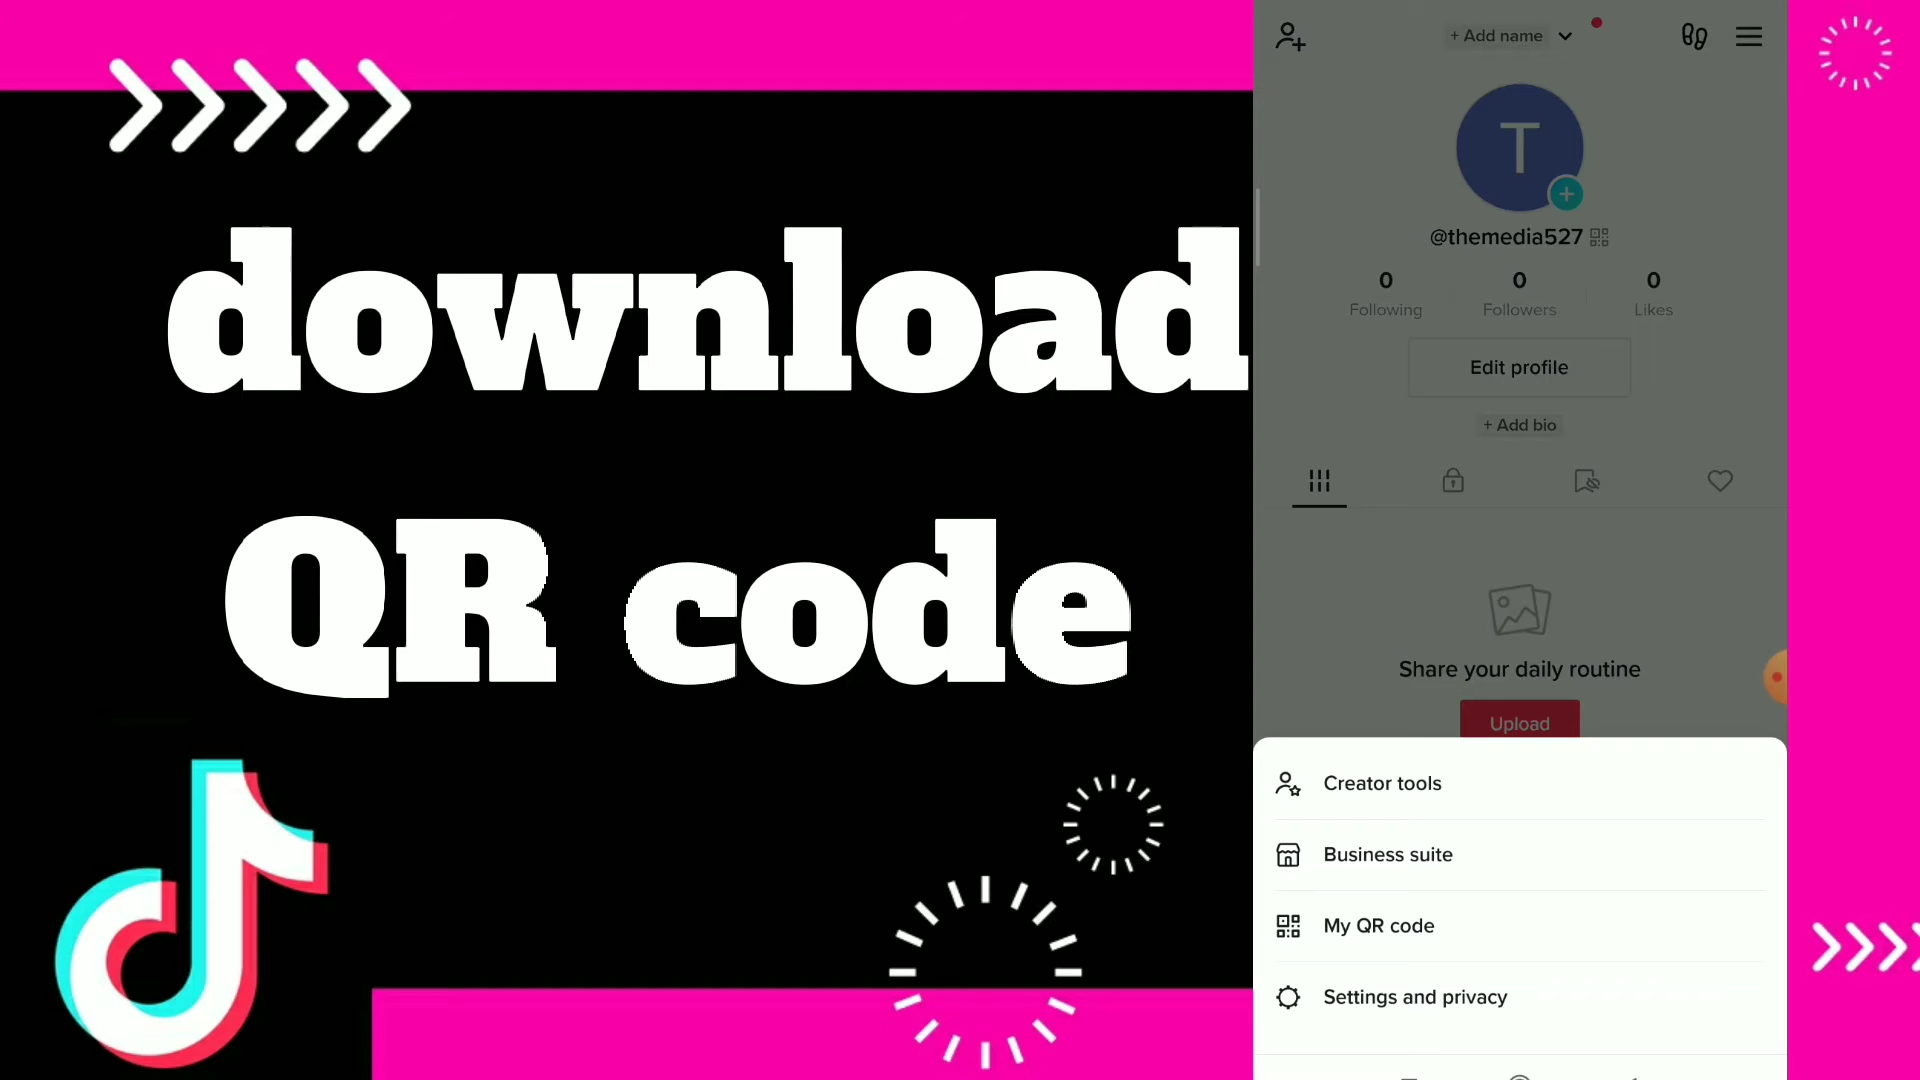 download
QR code
+ Add name
T
@themedia527
0 0 0
Following Followers Likes
Edit profile
+ Add bio
Share your daily routine
Upload
Creator tools
Business suite
My QR code
Settings and privacy